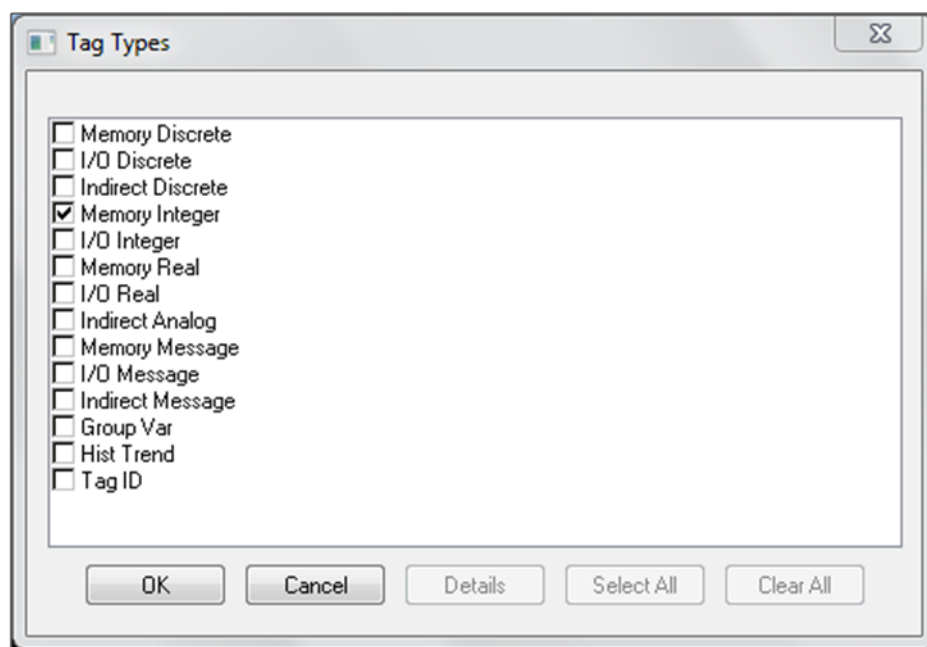 Tag Types
Memory Discrete
I/O Discrete
Indirect Discrete
Memory Integer
I/O Integer
Memory Real
I/O Real
Indirect Analog
Memory Message
I/O Message
Indirect Message
Group Var
Hist Trend
Tag ID
OK Cancel Details Select All Clear All